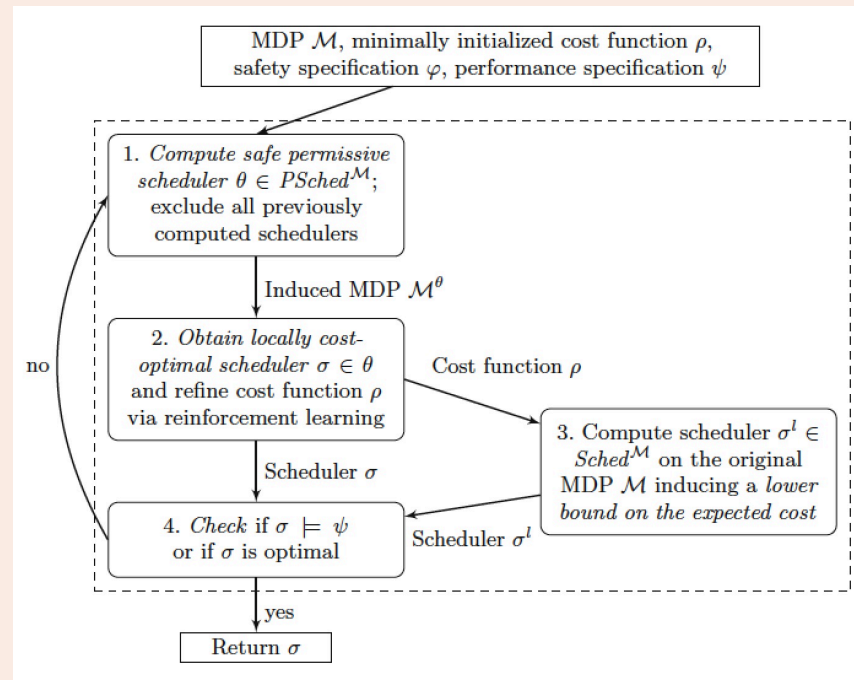 MDP ℳ, minimally initialized cost function ρ,
safety specification φ, performance specification ψ
1. Compute safe permissive
scheduler θ ∈ PSched^ℳ;
exclude all previously
computed schedulers
Induced MDP ℳ^θ
2. Obtain locally cost-
optimal scheduler σ ∈ θ
and refine cost function ρ
via reinforcement learning
no
Cost function ρ
3. Compute scheduler σ^l ∈
Sched^ℳ on the original
MDP ℳ inducing a lower
bound on the expected cost
Scheduler σ
Scheduler σ^l
4. Check if σ ⊨ ψ
or if σ is optimal
yes
Return σ